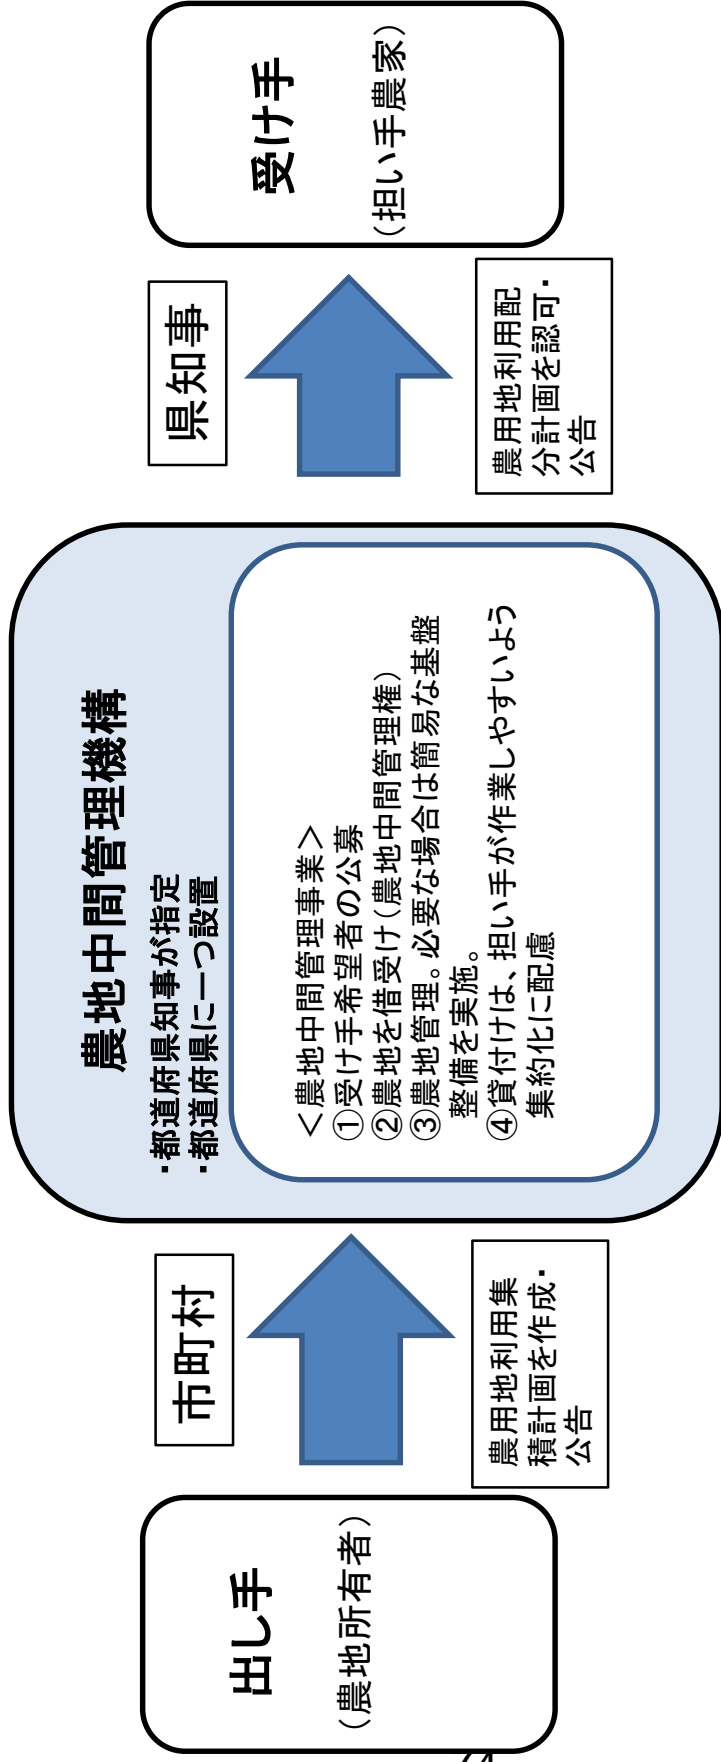 出し手
（農地所有者）
市町村
農用地利用集
積計画を作成・
公告
農地中間管理機構
・都道府県知事が指定
・都道府県に一つ設置
＜農地中間管理事業＞
①受け手希望者の公募
②農地を借受け（農地中間管理権）
③農地管理。必要な場合は簡易な基盤
整備を実施。
④貸付けは、担い手が作業しやすいよう
集約化に配慮
県知事
農用地利用配
分計画を認可・
公告
受け手
（担い手農家）